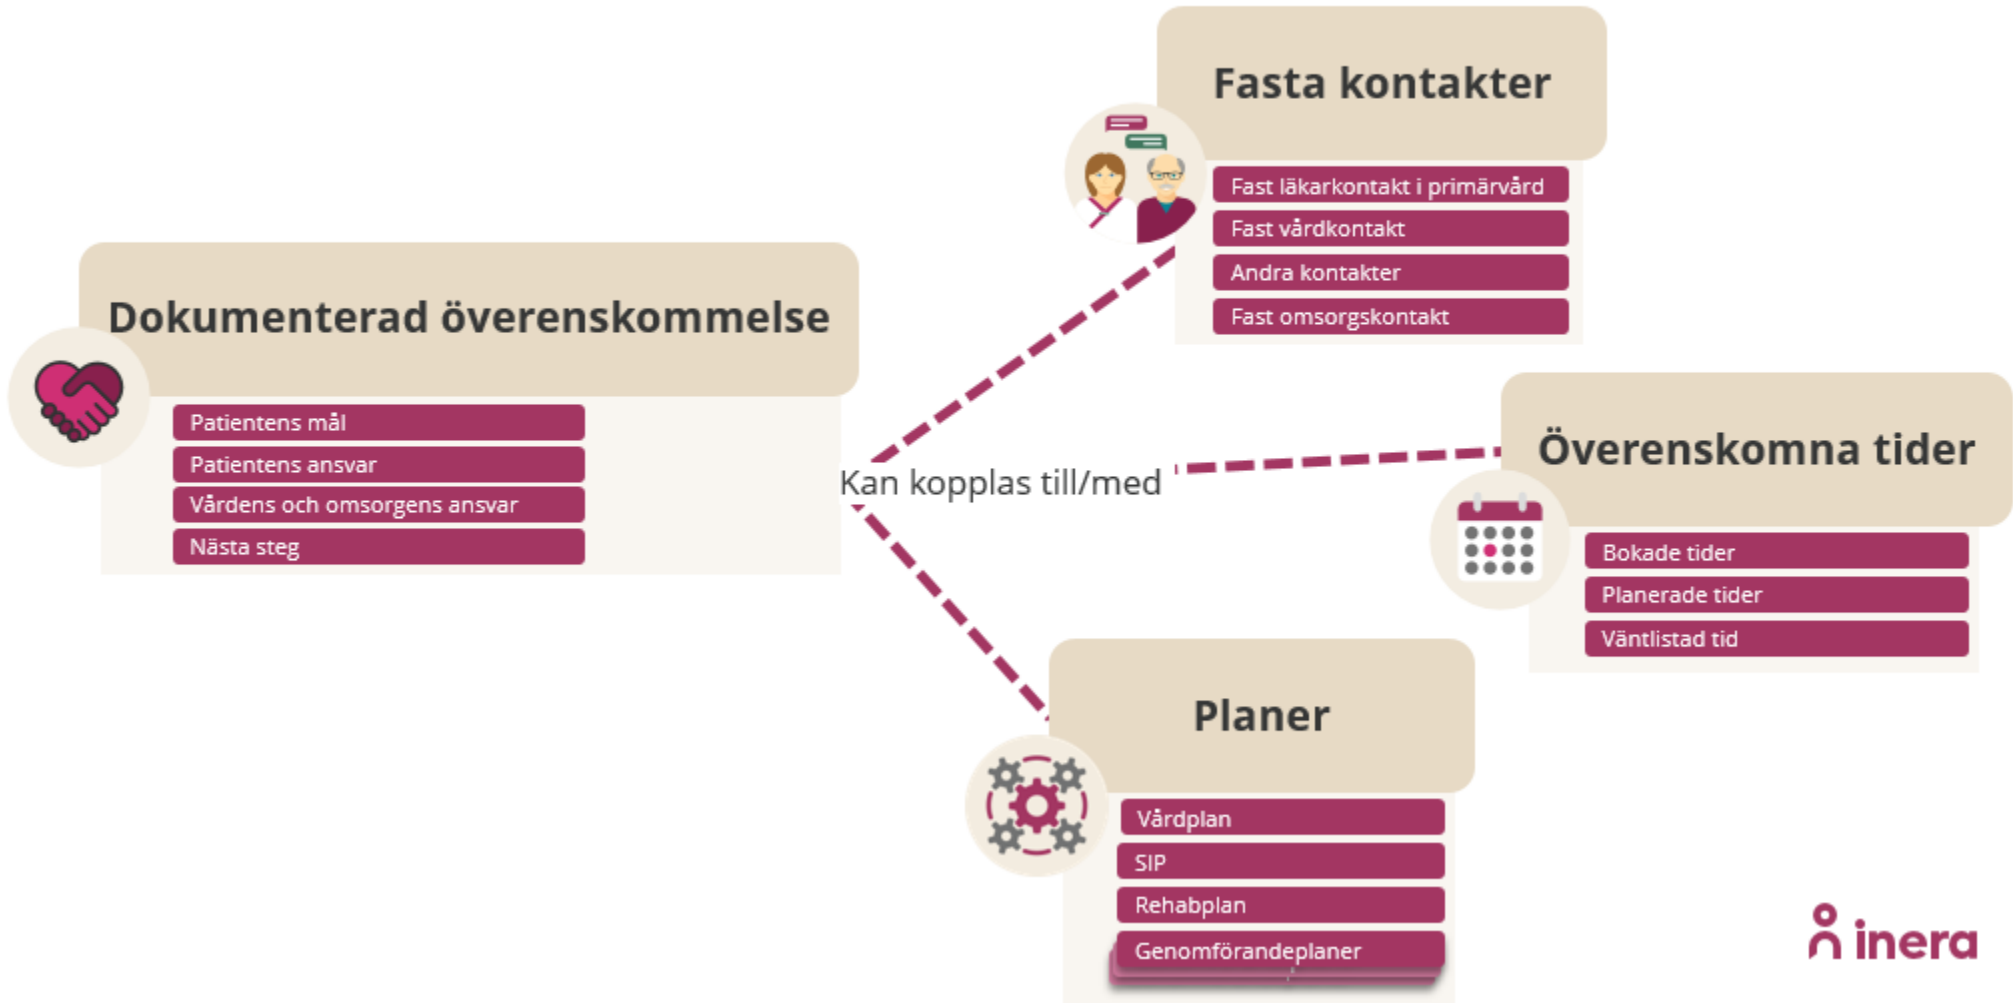 Dokumenterad överenskommelse
Patientens mål
Patientens ansvar
Vårdens och omsorgens ansvar
Nästa steg
Kan kopplas till/med
Fasta kontakter
Fast läkarkontakt i primärvård
Fast vårdkontakt
Andra kontakter
Fast omsorgskontakt
Överenskomna tider
Bokade tider
Planerade tider
Väntlistad tid
Planer
Vårdplan
SIP
Rehabplan
Genomförandeplaner
inera